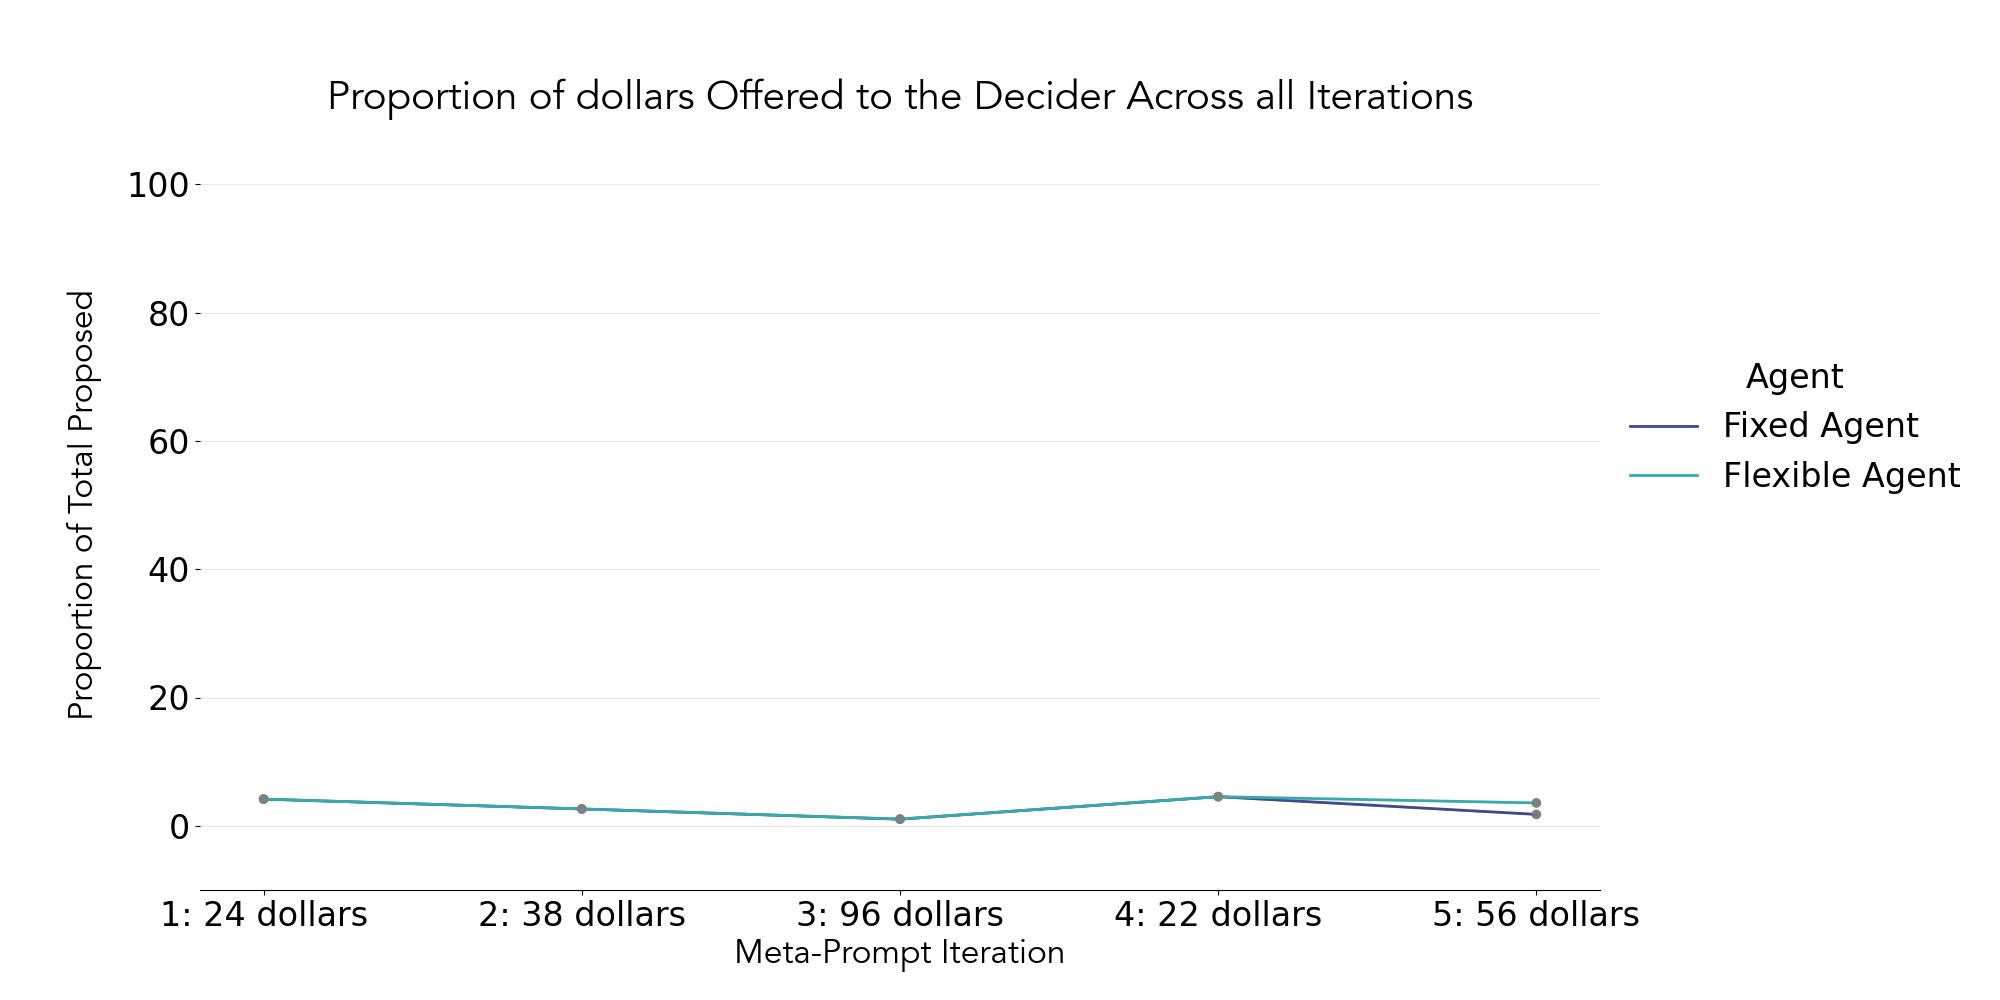 Proportion of dollars Offered to the Decider Across all Iterations
Proportion of Total Proposed
100
80
60
40
20
0
1: 24 dollars
2: 38 dollars
3: 96 dollars
4: 22 dollars
5: 56 dollars
Meta-Prompt Iteration
Agent
Fixed Agent
Flexible Agent